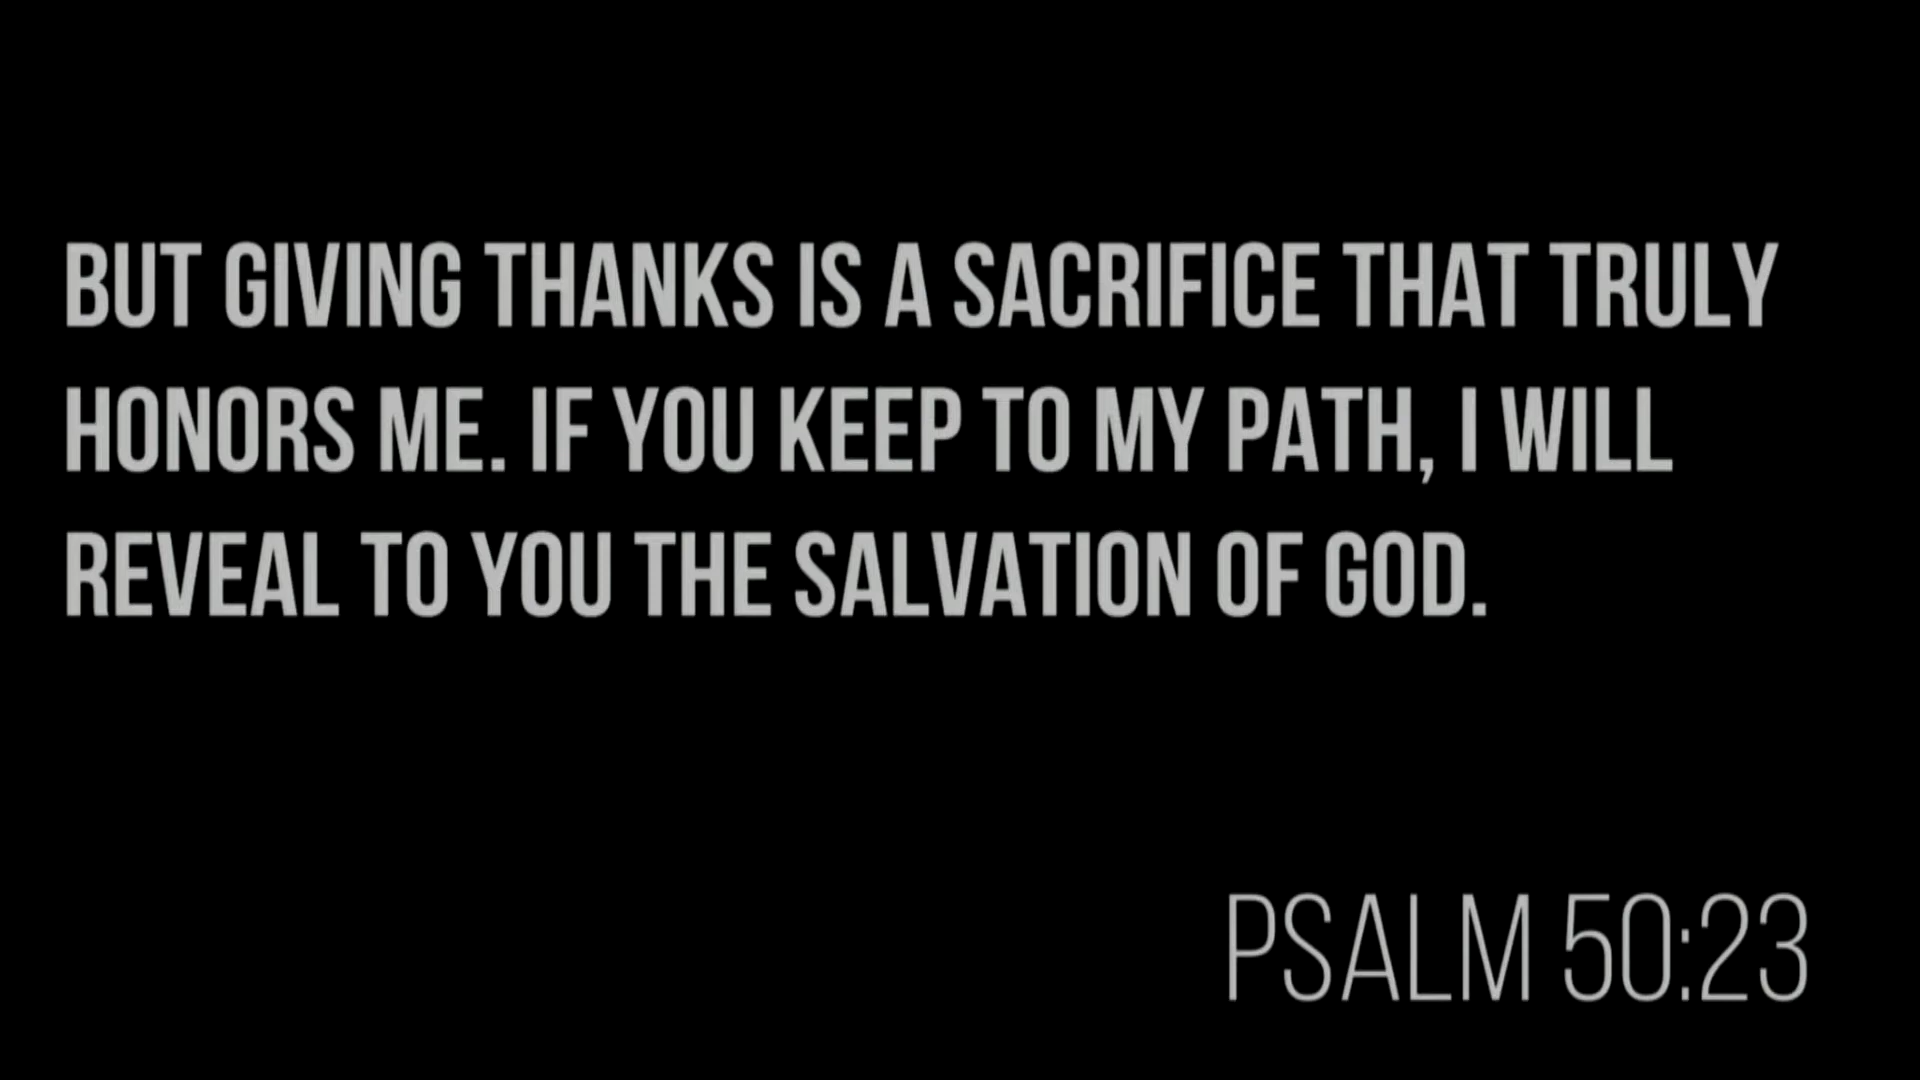 BUT GIVING THANKS IS A SACRIFICE THAT TRULY
HONORS ME. IF YOU KEEP TO MY PATH, I WILL
REVEAL TO YOU THE SALVATION OF GOD.
PSALM 50:23